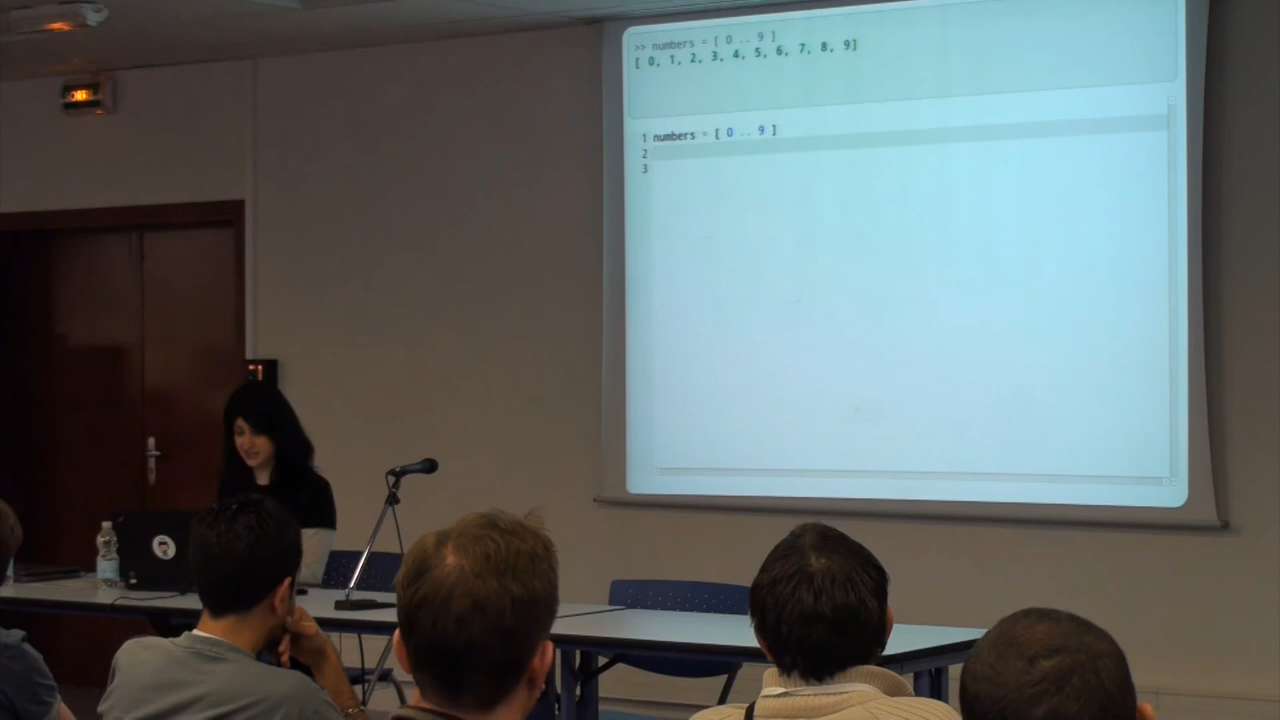 SORTIE
>> numbers = [ 0 .. 9 ]
[ 0, 1, 2, 3, 4, 5, 6, 7, 8, 9]
1 numbers = [ 0 .. 9 ]
2
3